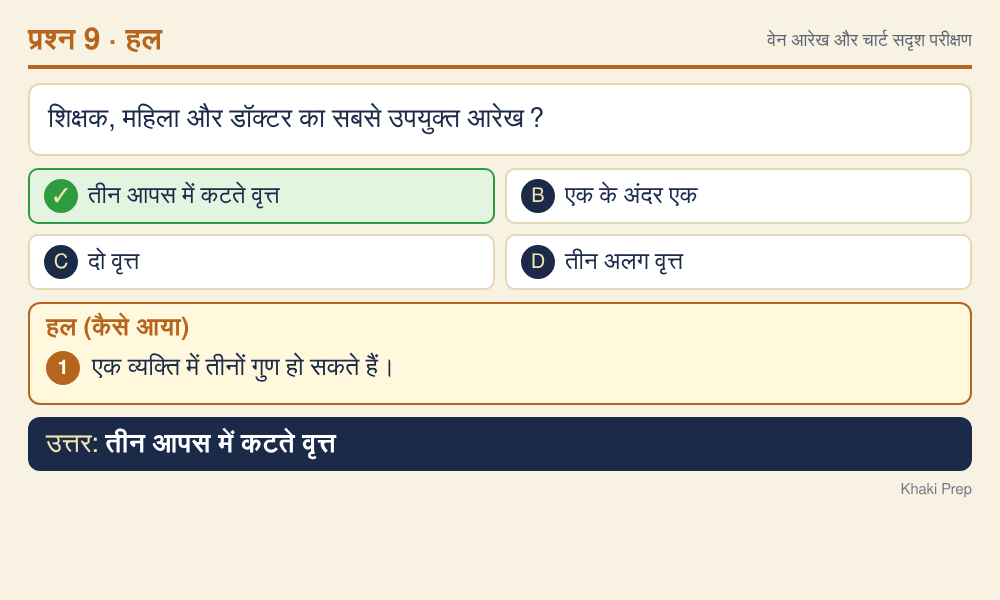 प्रश्न 9 · हल
वेन आरेख और चार्ट सदृश परीक्षण
शिक्षक, महिला और डॉक्टर का सबसे उपयुक्त आरेख ?
✓ तीन आपस में कटते वृत्त
B एक के अंदर एक
C दो वृत्त
D तीन अलग वृत्त
हल (कैसे आया)
1 एक व्यक्ति में तीनों गुण हो सकते हैं।
उत्तर: तीन आपस में कटते वृत्त
Khaki Prep